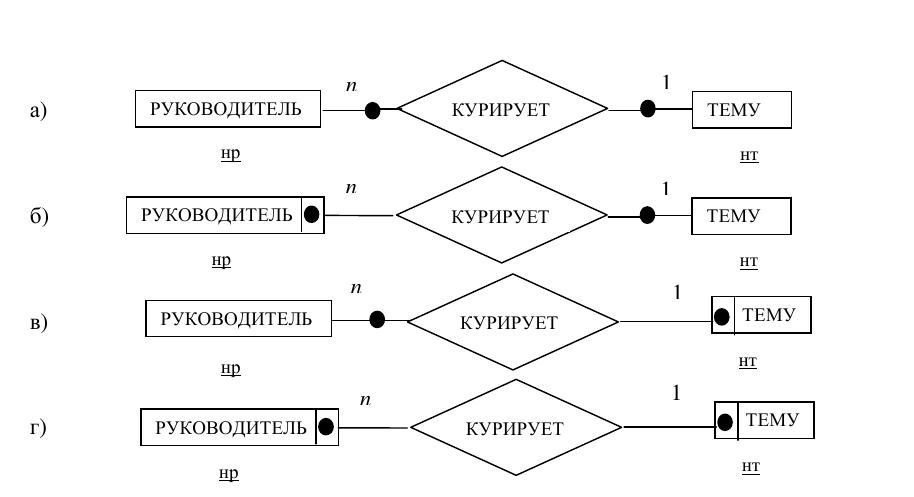 n 1
а) РУКОВОДИТЕЛЬ КУРИРУЕТ ТЕМУ
нр нт
n 1
б) РУКОВОДИТЕЛЬ КУРИРУЕТ ТЕМУ
нр нт
n 1
в) РУКОВОДИТЕЛЬ КУРИРУЕТ ТЕМУ
нр нт
n 1
г) РУКОВОДИТЕЛЬ КУРИРУЕТ ТЕМУ
нр нт